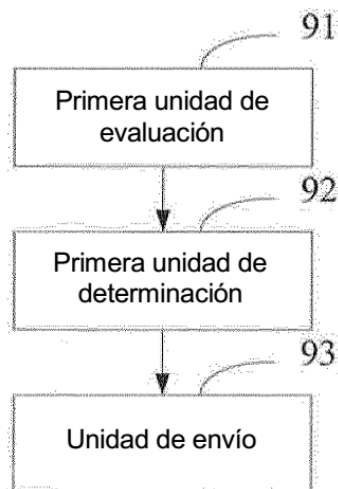 91
Primera unidad de
evaluación
92
Primera unidad de
determinación
93
Unidad de envío